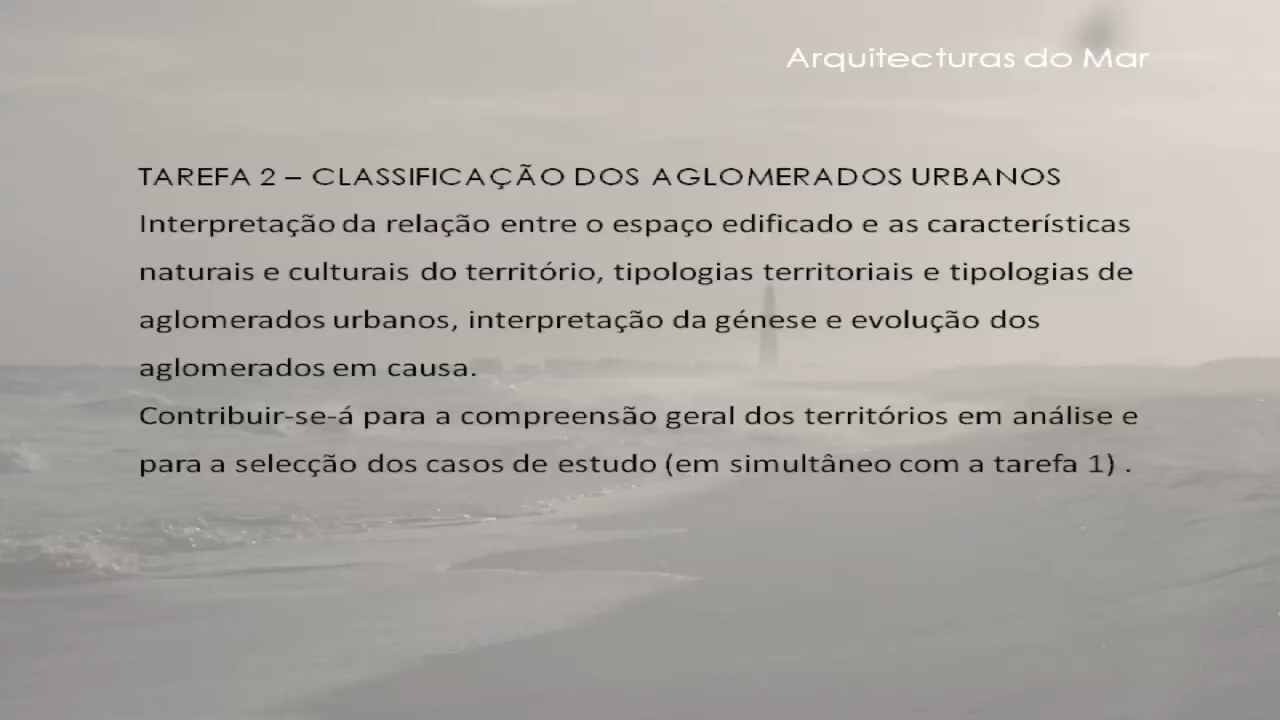 Arquitecturas do Mar
TAREFA 2 – CLASSIFICAÇÃO DOS AGLOMERADOS URBANOS
Interpretação da relação entre o espaço edificado e as características
naturais e culturais do território, tipologias territoriais e tipologias de
aglomerados urbanos, interpretação da génese e evolução dos
aglomerados em causa.
Contribuir-se-á para a compreensão geral dos territórios em análise e
para a selecção dos casos de estudo (em simultâneo com a tarefa 1) .